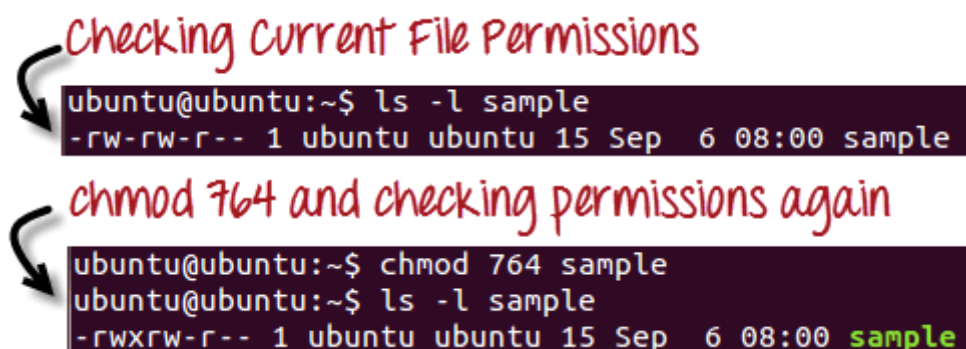 Checking Current File Permissions
ubuntu@ubuntu:~$ ls -l sample
-rw-rw-r-- 1 ubuntu ubuntu 15 Sep  6 08:00 sample
chmod 764 and checking permissions again
ubuntu@ubuntu:~$ chmod 764 sample
ubuntu@ubuntu:~$ ls -l sample
-rwxrw-r-- 1 ubuntu ubuntu 15 Sep  6 08:00 sample